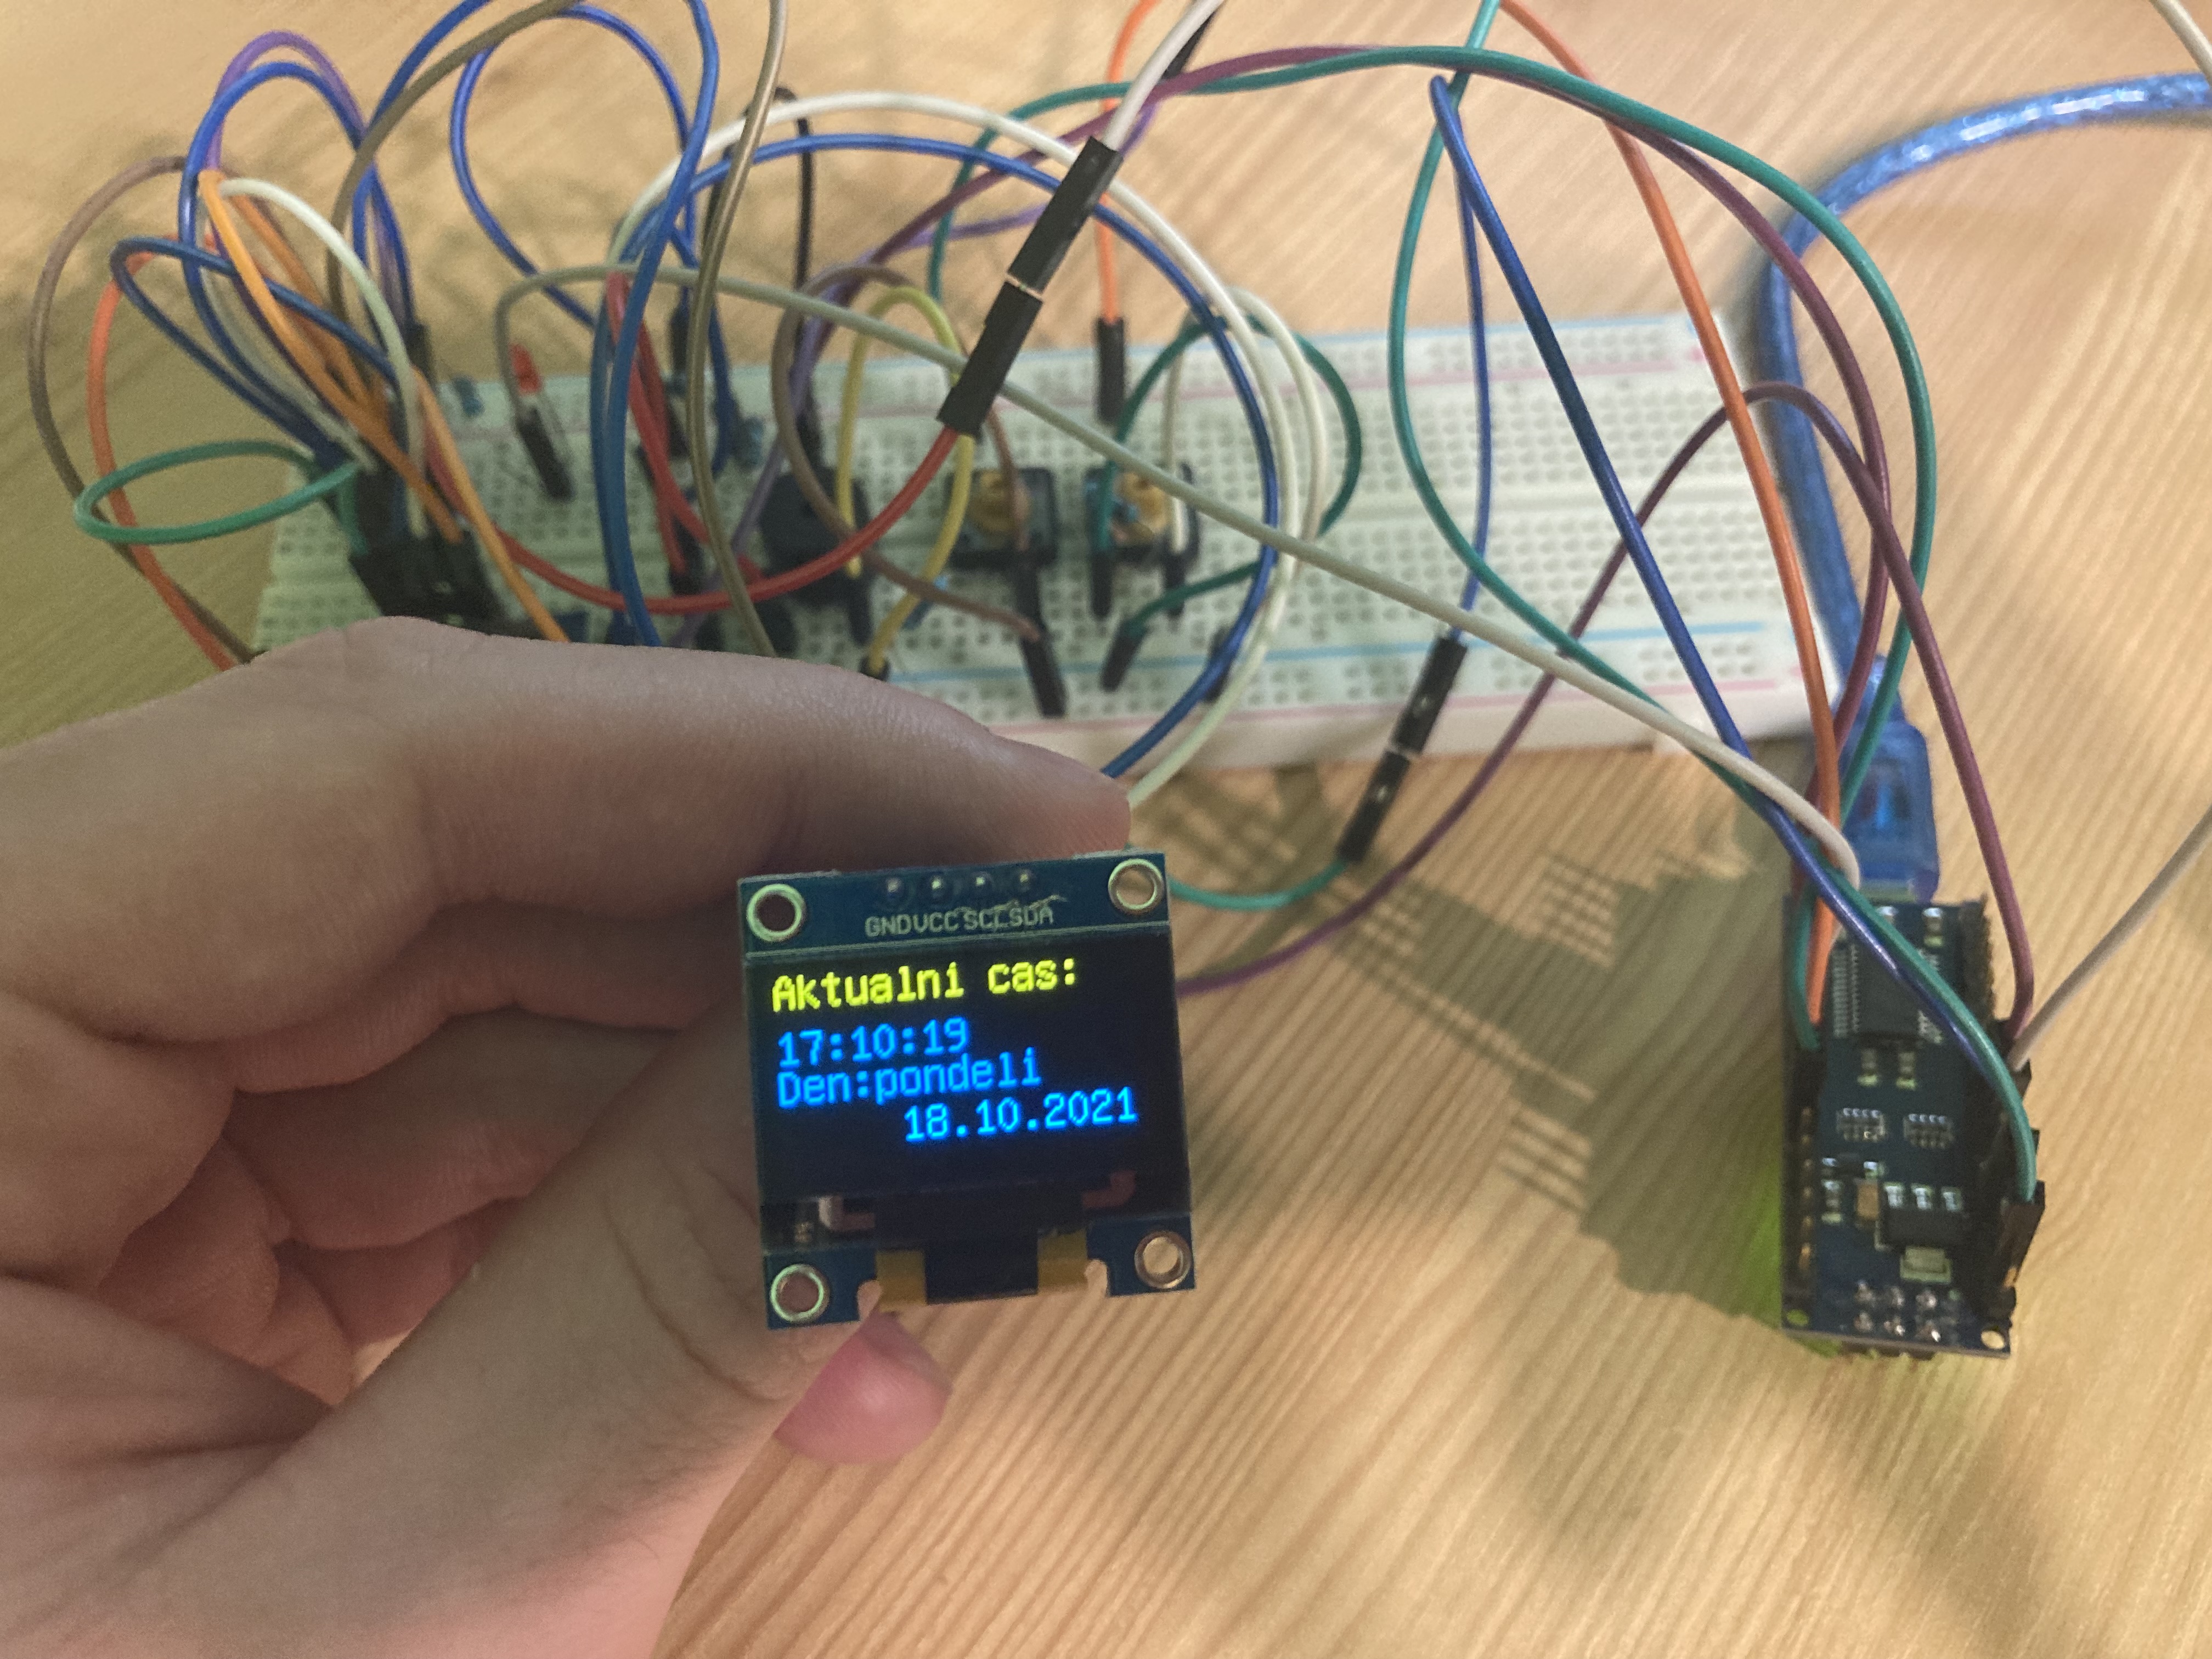 GND VCC SCL SDA
Aktualni cas:
17:10:19
Den:pondeli
18.10.2021